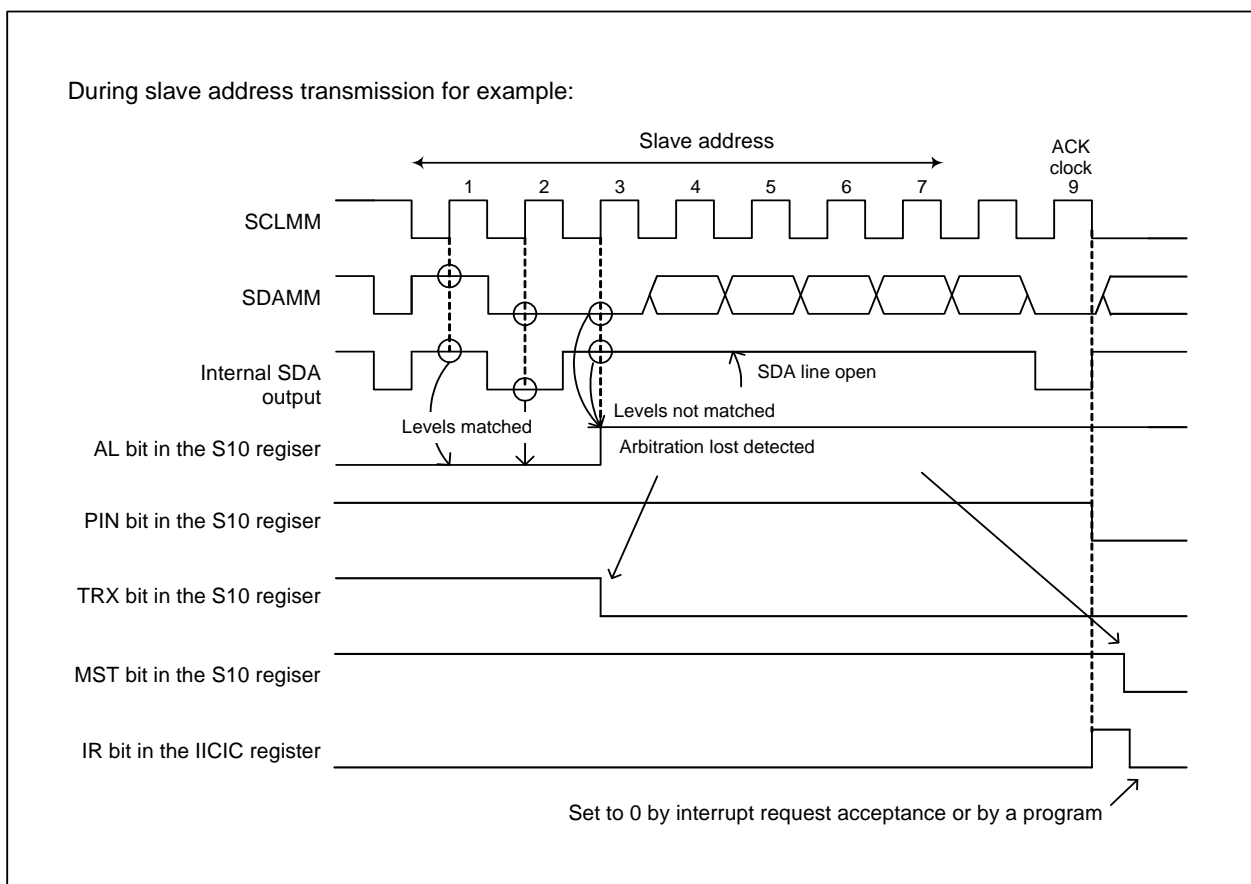 During slave address transmission for example:
Slave address
ACK
clock
1 2 3 4 5 6 7 9
SCLMM
SDAMM
Internal SDA
output
SDA line open
Levels matched
Levels not matched
AL bit in the S10 regiser
Arbitration lost detected
PIN bit in the S10 regiser
TRX bit in the S10 regiser
MST bit in the S10 regiser
IR bit in the IICIC register
Set to 0 by interrupt request acceptance or by a program